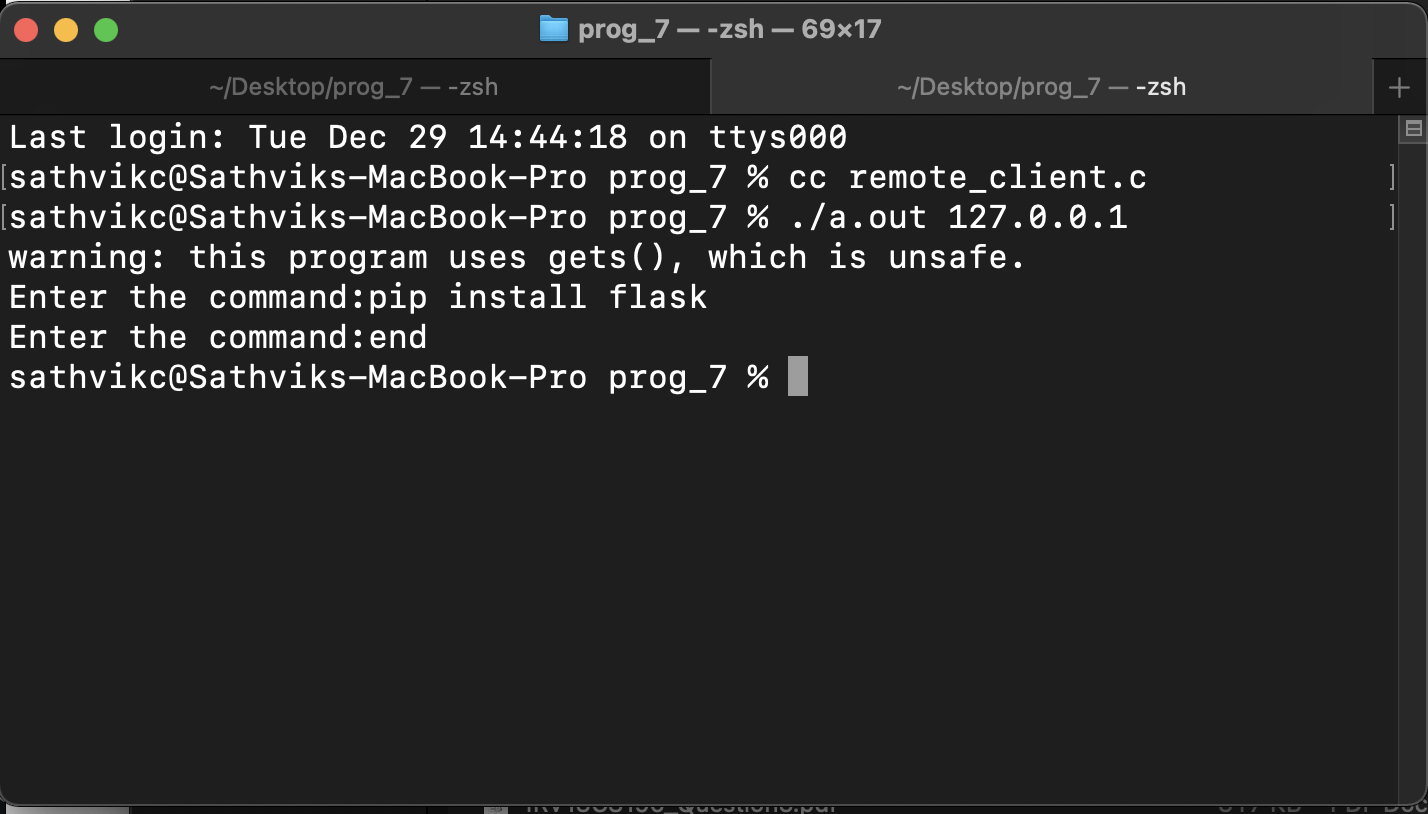 prog_7 — -zsh — 69×17
~/Desktop/prog_7 — -zsh
~/Desktop/prog_7 — -zsh
+
Last login: Tue Dec 29 14:44:18 on ttys000
[sathvikc@Sathviks-MacBook-Pro prog_7 % cc remote_client.c ]
[sathvikc@Sathviks-MacBook-Pro prog_7 % ./a.out 127.0.0.1 ]
warning: this program uses gets(), which is unsafe.
Enter the command:pip install flask
Enter the command:end
sathvikc@Sathviks-MacBook-Pro prog_7 %